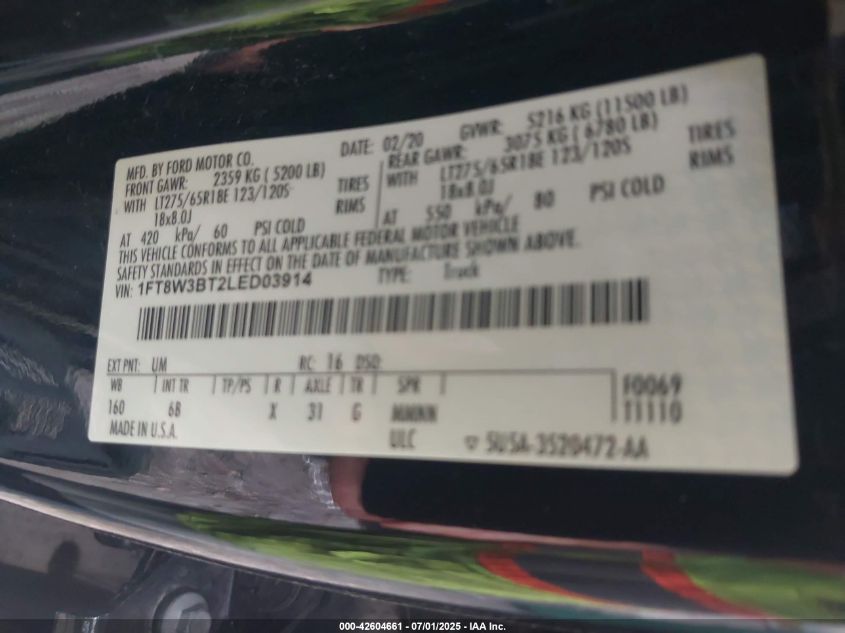 MFD. BY FORD MOTOR CO.
DATE: 02/20
GVWR: 5216 KG (11500 LB)
FRONT GAWR: 2359 KG ( 5200 LB)
REAR GAWR: 3075 KG ( 6780 LB)
WITH LT275/65R18E 123/120S TIRES
WITH LT275/65R18E 123/120S TIRES
18x8.0J RIMS
18x8.0J RIMS
AT 420 kPa/ 60 PSI COLD
AT 550 kPa/ 80 PSI COLD
THIS VEHICLE CONFORMS TO ALL APPLICABLE FEDERAL MOTOR VEHICLE
SAFETY STANDARDS IN EFFECT ON THE DATE OF MANUFACTURE SHOWN ABOVE.
VIN: 1FT8W3BT2LED03914
TYPE: Truck
EXT PNT: UM RC: 16 DSO:
WB INT TR TP/PS R AXLE TR SPR F0069
160 6B X 31 G MMNN T1110
MADE IN U.S.A.
ULC 5U5A-3520472-AA
000-42604661 - 07/01/2025 - IAA Inc.